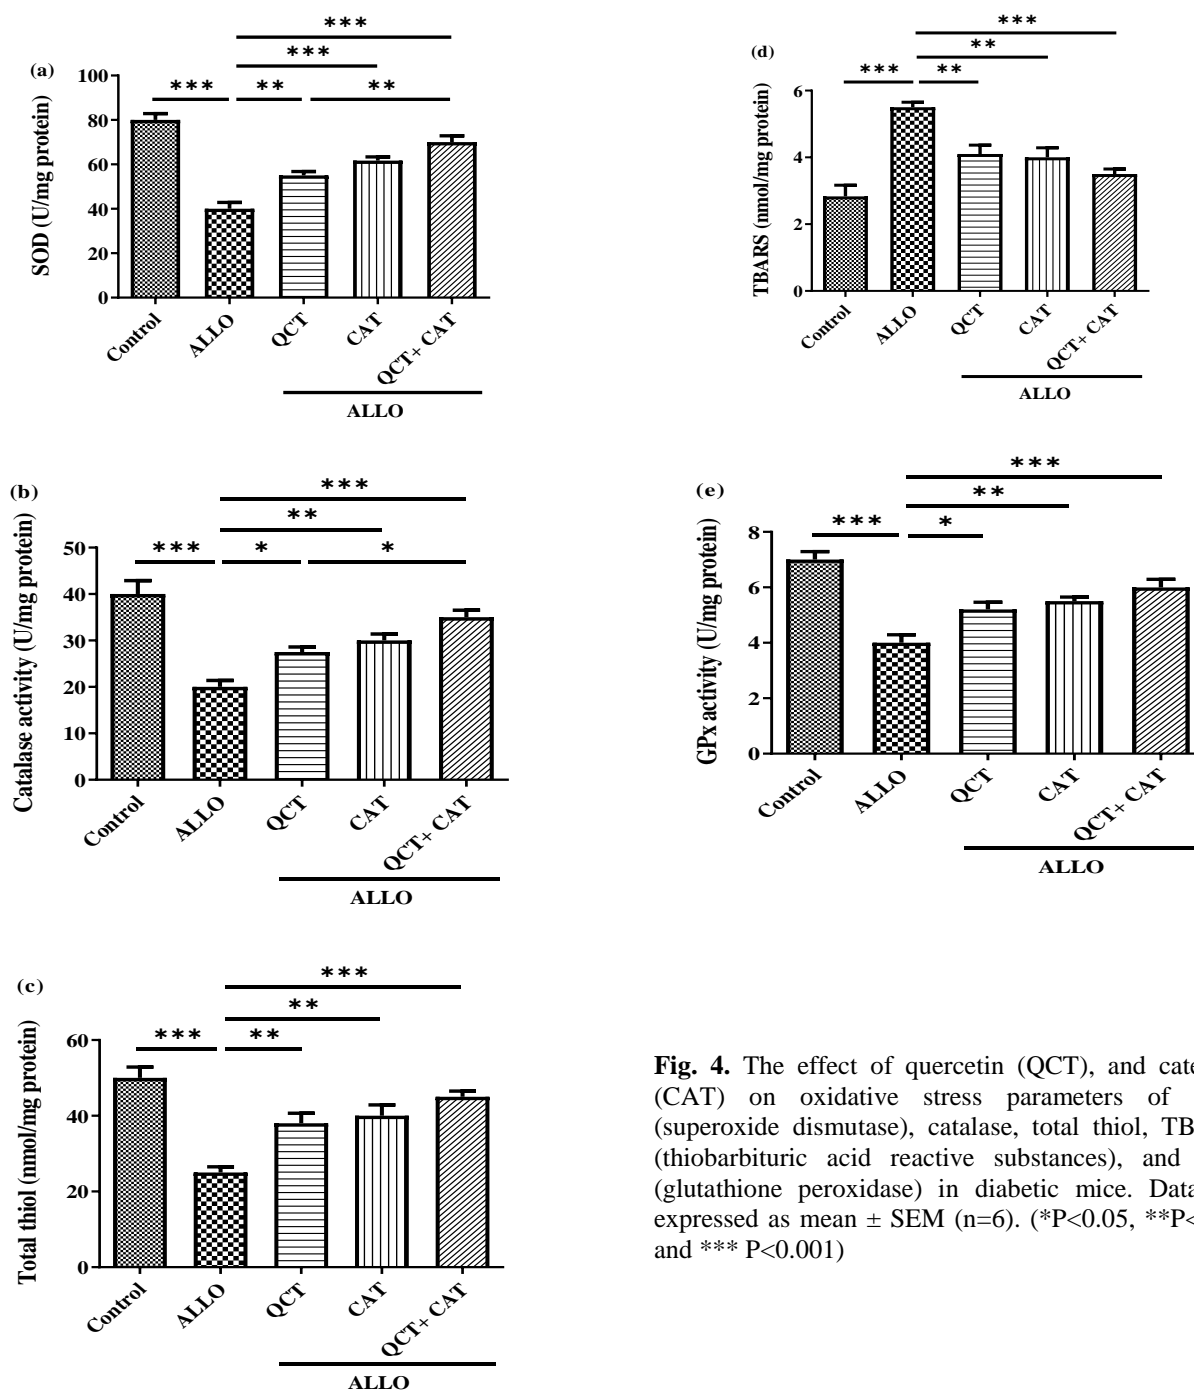 (a)
***
***
*** ** **
SOD (U/mg protein)
100
80
60
40
20
0
Control ALLO QCT CAT QCT+ CAT
ALLO
(d)
***
**
*** **
TBARS (nmol/mg protein)
6
4
2
0
Control ALLO QCT CAT QCT+ CAT
ALLO
(b)
***
**
*** * *
Catalase activity (U/mg protein)
50
40
30
20
10
0
Control ALLO QCT CAT QCT+ CAT
ALLO
(e)
***
**
*** *
GPx activity (U/mg protein)
8
6
4
2
0
Control ALLO QCT CAT QCT+ CAT
ALLO
(c)
***
**
*** **
Total thiol (nmol/mg protein)
60
40
20
0
Control ALLO QCT CAT QCT+ CAT
ALLO
Fig. 4. The effect of quercetin (QCT), and cate
(CAT) on oxidative stress parameters of
(superoxide dismutase), catalase, total thiol, TB
(thiobarbituric acid reactive substances), and
(glutathione peroxidase) in diabetic mice. Data
expressed as mean ± SEM (n=6). (*P<0.05, **P<
and *** P<0.001)